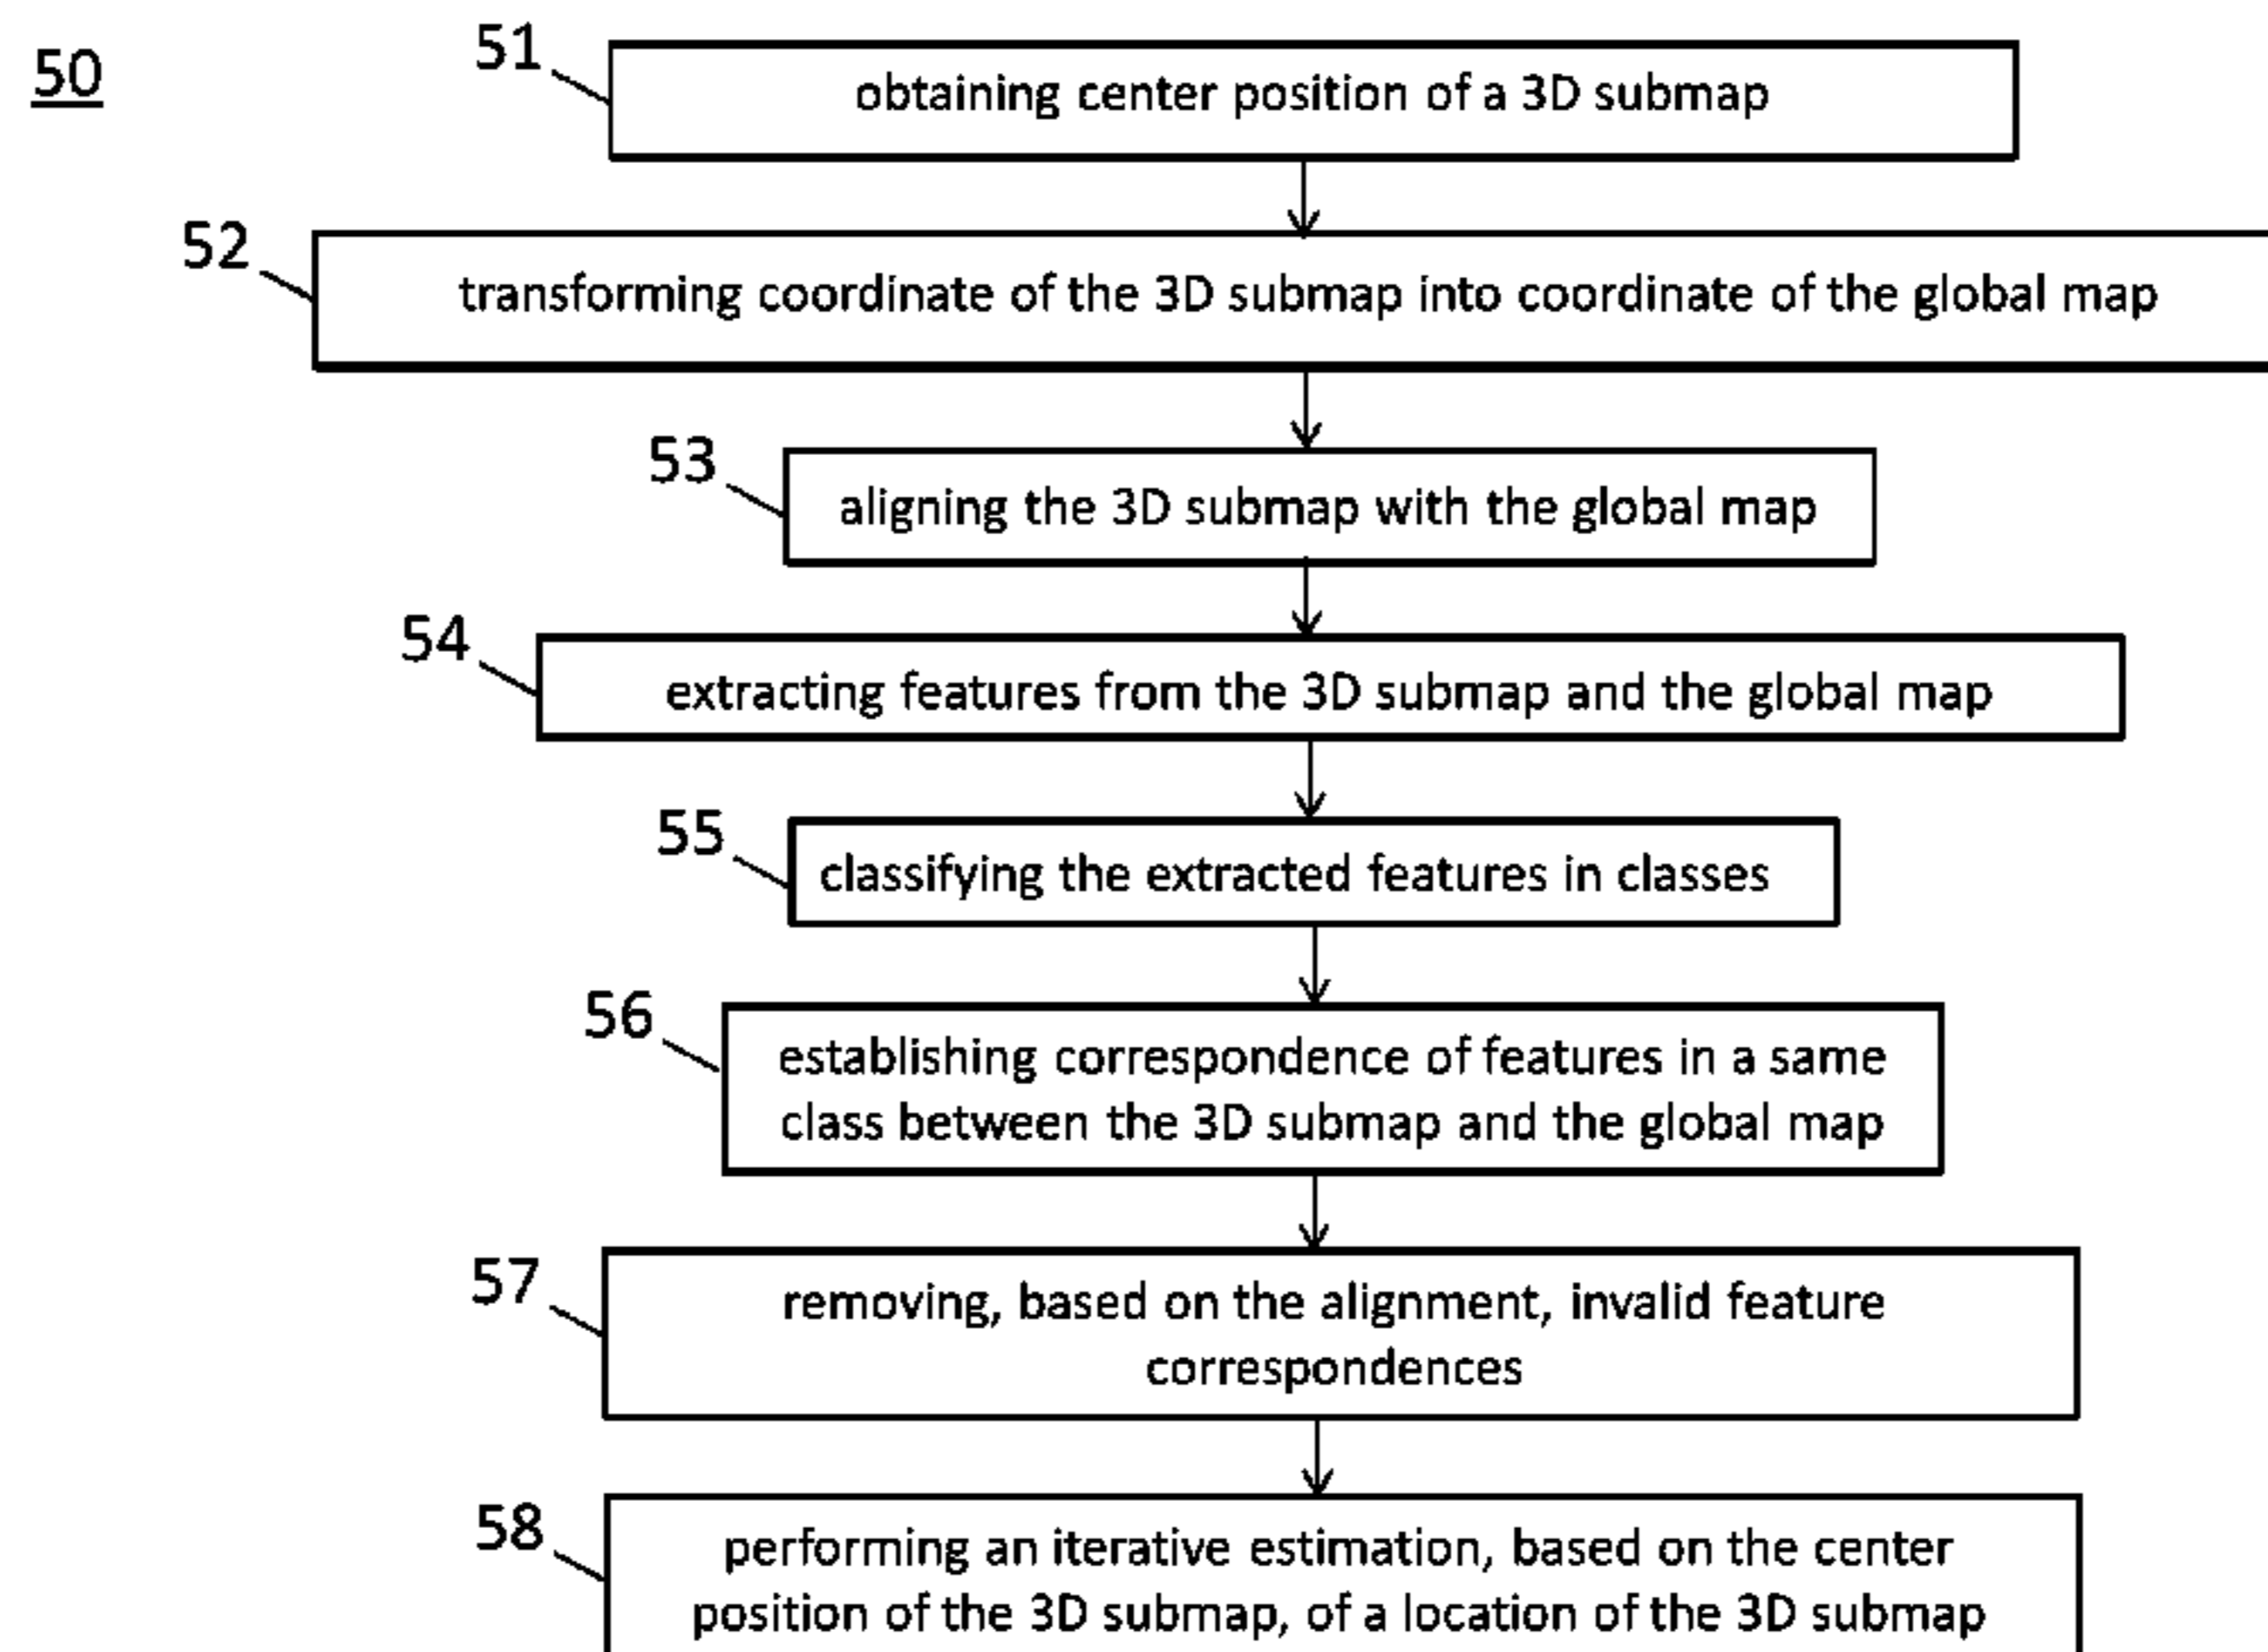 50
51
obtaining center position of a 3D submap
52
transforming coordinate of the 3D submap into coordinate of the global map
53
aligning the 3D submap with the global map
54
extracting features from the 3D submap and the global map
55
classifying the extracted features in classes
56
establishing correspondence of features in a same
class between the 3D submap and the global map
57
removing, based on the alignment, invalid feature
correspondences
58
performing an iterative estimation, based on the center
position of the 3D submap, of a location of the 3D submap